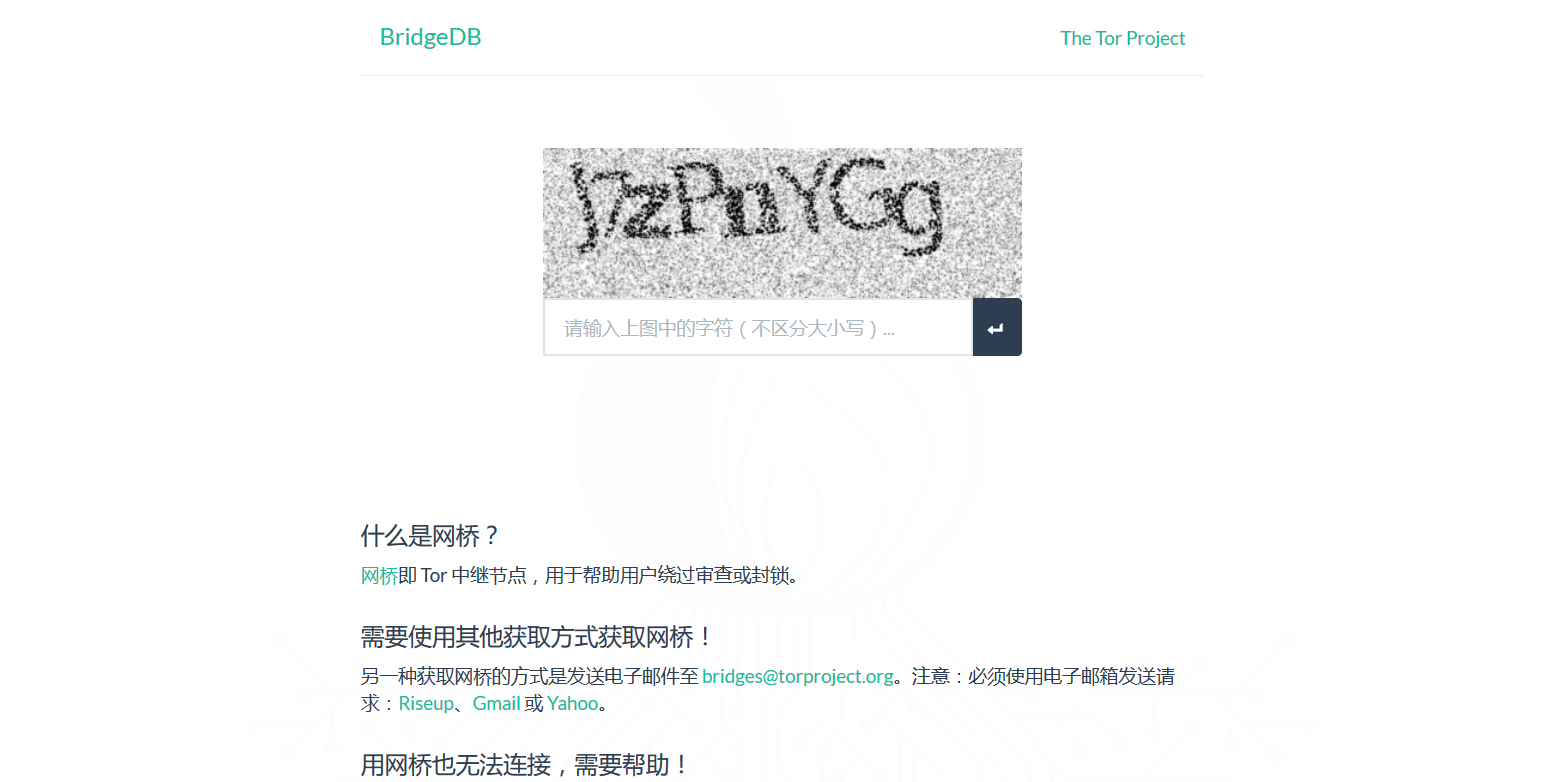 BridgeDB The Tor Project
请输入上图中的字符（不区分大小写）...
什么是网桥？
网桥即 Tor 中继节点，用于帮助用户绕过审查或封锁。
需要使用其他获取方式获取网桥！
另一种获取网桥的方式是发送电子邮件至 bridges@torproject.org。注意：必须使用电子邮箱发送请
求：Riseup、Gmail 或 Yahoo。
用网桥也无法连接，需要帮助！